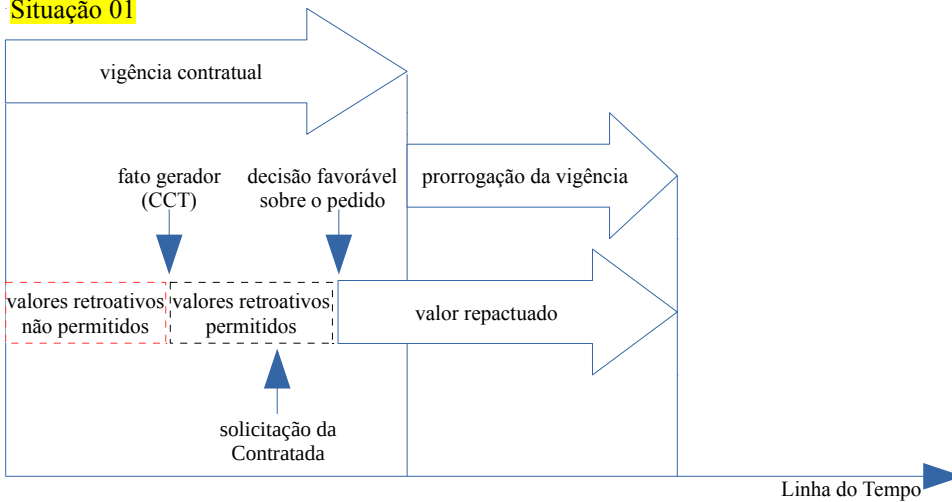 Situação 01
vigência contratual
fato gerador
(CCT)
decisão favorável
sobre o pedido
prorrogação da vigência
valores retroativos
não permitidos
valores retroativos
permitidos
valor repactuado
solicitação da
Contratada
Linha do Tempo